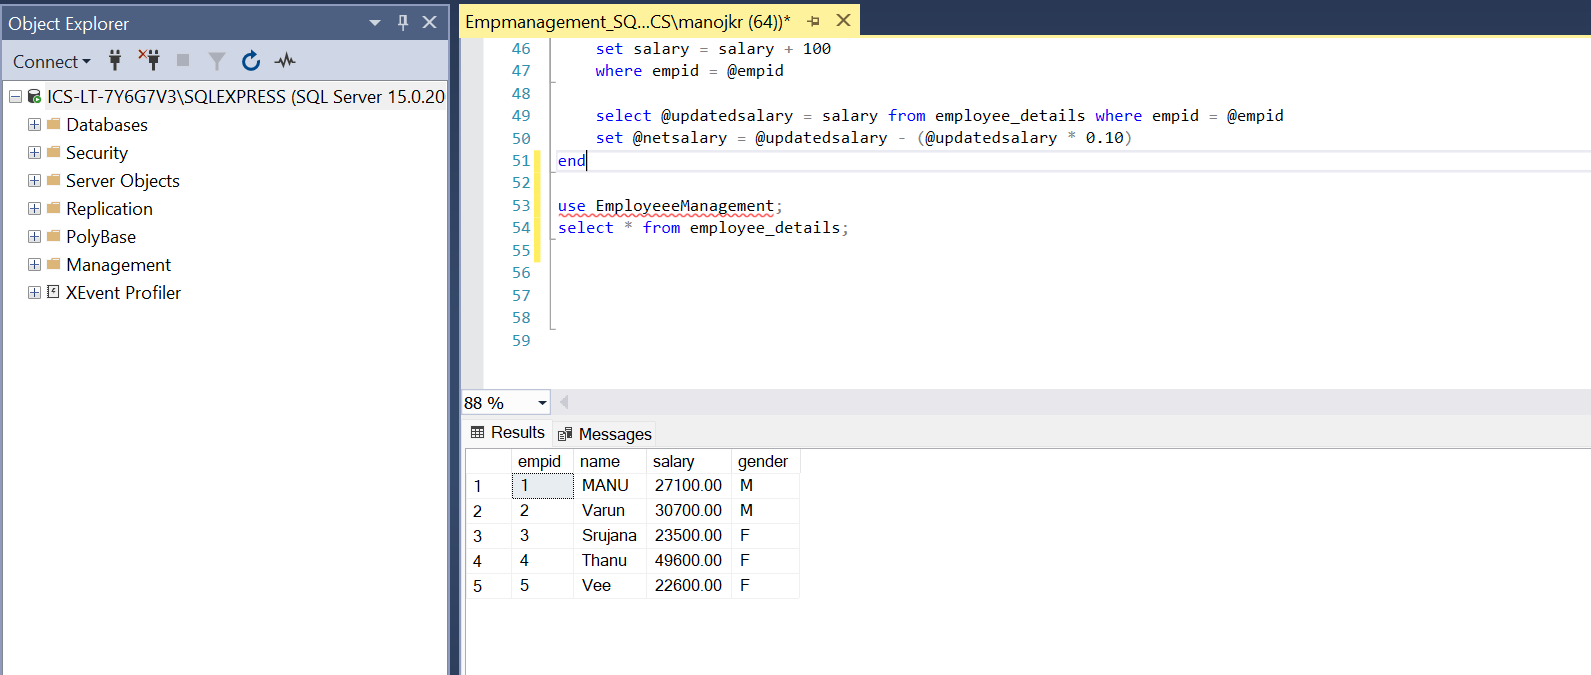 Object Explorer
Connect
ICS-LT-7Y6G7V3\SQLEXPRESS (SQL Server 15.0.20
Databases
Security
Server Objects
Replication
PolyBase
Management
XEvent Profiler
Empmanagement_SQ...CS\manojkr (64))*
46 set salary = salary + 100
47 where empid = @empid
48
49 select @updatedsalary = salary from employee_details where empid = @empid
50 set @netsalary = @updatedsalary - (@updatedsalary * 0.10)
51 end
52
53 use EmployeeeManagement;
54 select * from employee_details;
55
56
57
58
59
88 %
Results Messages
empid name salary gender
1 1 MANU 27100.00 M
2 2 Varun 30700.00 M
3 3 Srujana 23500.00 F
4 4 Thanu 49600.00 F
5 5 Vee 22600.00 F